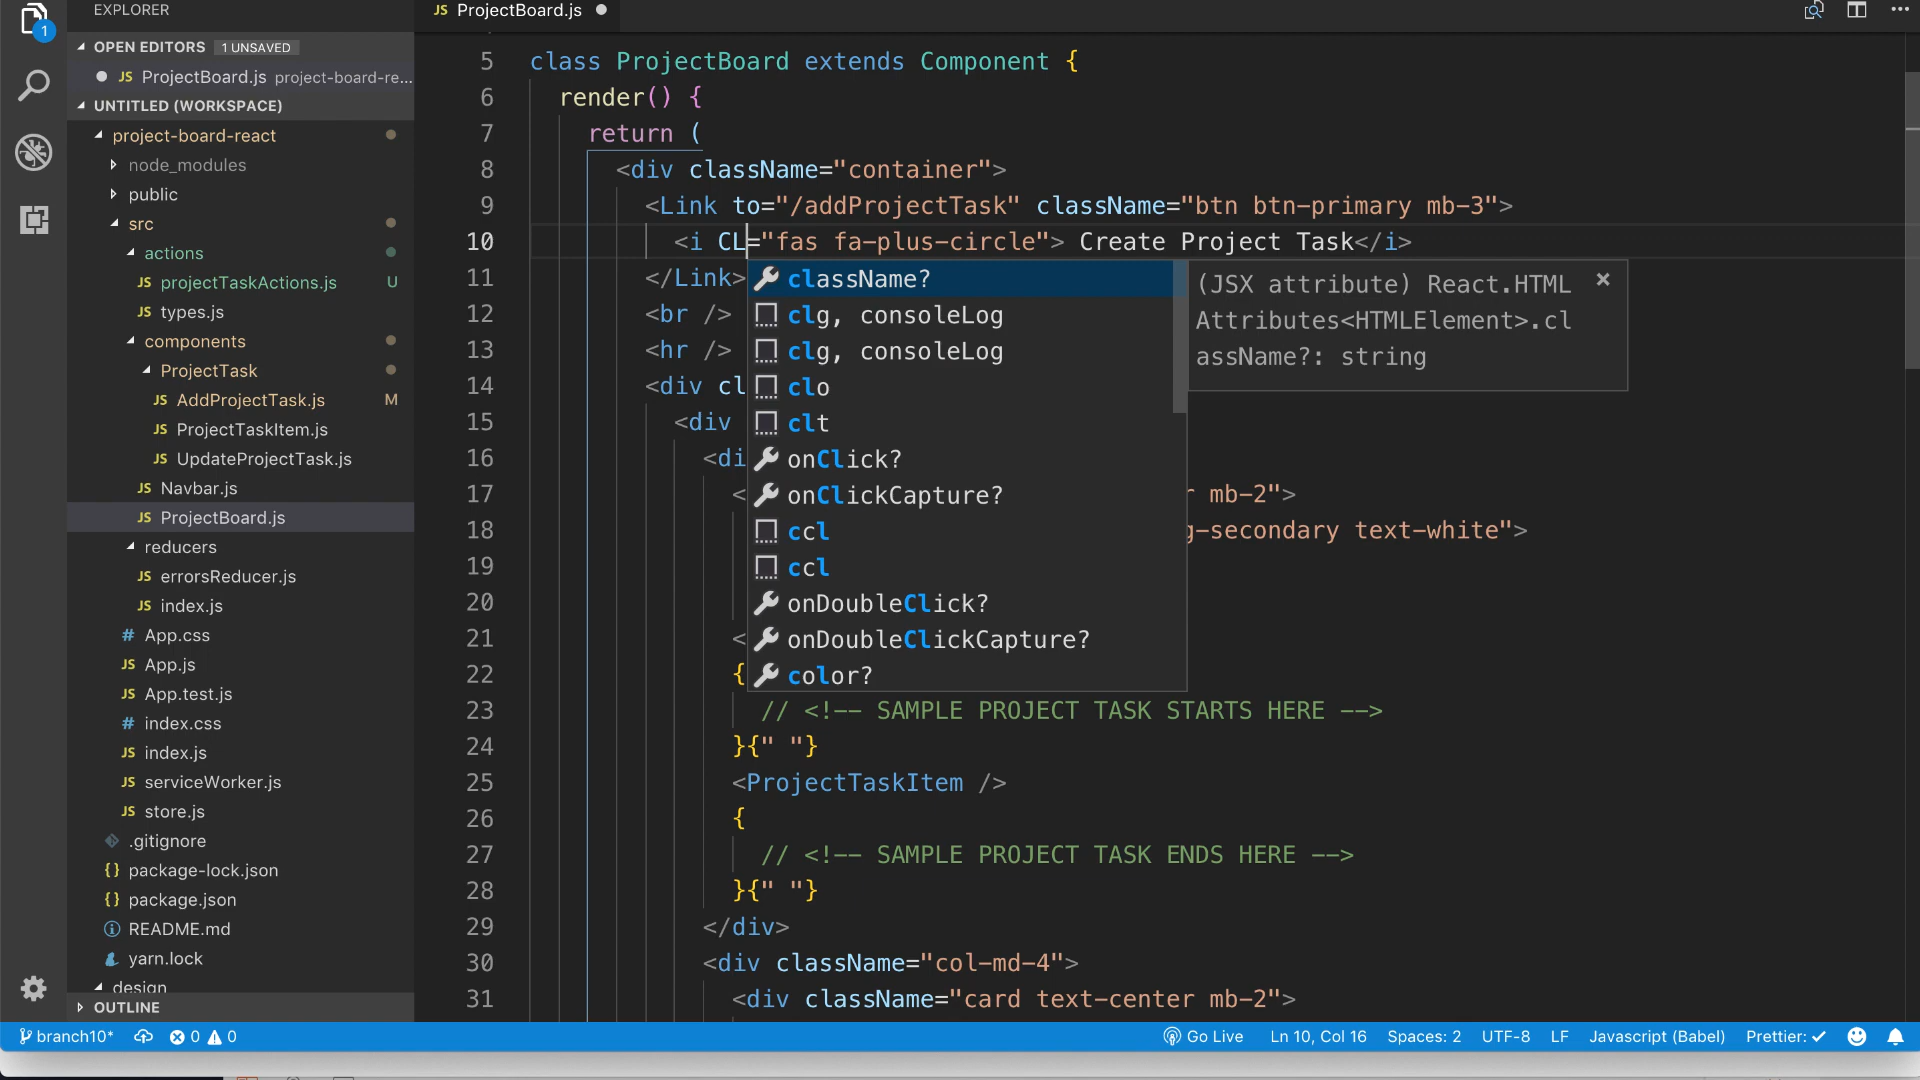 EXPLORER
OPEN EDITORS 1 UNSAVED
JS ProjectBoard.js project-board-re...
UNTITLED (WORKSPACE)
project-board-react
node_modules
public
src
actions
JS projectTaskActions.js U
JS types.js
components
ProjectTask
JS AddProjectTask.js M
JS ProjectTaskItem.js
JS UpdateProjectTask.js
JS Navbar.js
JS ProjectBoard.js
reducers
JS errorsReducer.js
JS index.js
# App.css
JS App.js
JS App.test.js
# index.css
JS index.js
JS serviceWorker.js
JS store.js
.gitignore
{} package-lock.json
{} package.json
README.md
yarn.lock
design
OUTLINE
1
JS ProjectBoard.js
5 class ProjectBoard extends Component {
6 render() {
7 return (
8 <div className="container">
9 <Link to="/addProjectTask" className="btn btn-primary mb-3">
10 <i CL="fas fa-plus-circle"> Create Project Task</i>
11 </Link>
12 <br />
13 <hr />
14 <div cl
15 <div
16 <di
17 < r mb-2">
18 g-secondary text-white">
19
20
21 <
22 {
23 // <!-- SAMPLE PROJECT TASK STARTS HERE -->
24 }{" "}
25 <ProjectTaskItem />
26 {
27 // <!-- SAMPLE PROJECT TASK ENDS HERE -->
28 }{" "}
29 </div>
30 <div className="col-md-4">
31 <div className="card text-center mb-2">
className?
clg, consoleLog
clg, consoleLog
clo
clt
onClick?
onClickCapture?
ccl
ccl
onDoubleClick?
onDoubleClickCapture?
color?
(JSX attribute) React.HTML
Attributes<HTMLElement>.cl
assName?: string
branch10* 0 0 Go Live Ln 10, Col 16 Spaces: 2 UTF-8 LF Javascript (Babel) Prettier: ✓